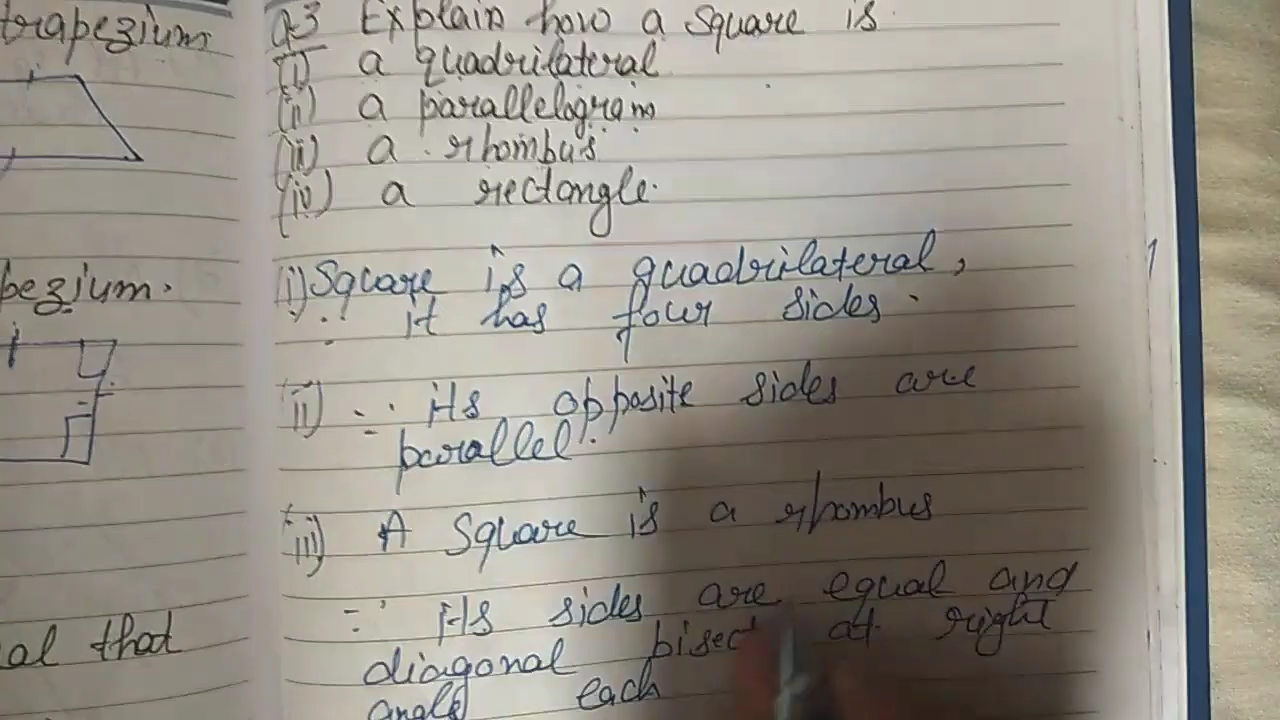 trapezium
pezium.
al that
Q.3 Explain how a square is
(i) a quadrilateral
(ii) a parallelogram
(iii) a rhombus
(iv) a rectangle.
i) Square is a quadrilateral,
∵ it has four sides.
ii) ∵ Its opposite sides are
parallel.
iii) A Square is a rhombus
∵ Its sides are equal and
diagonal bisect at right
angle each